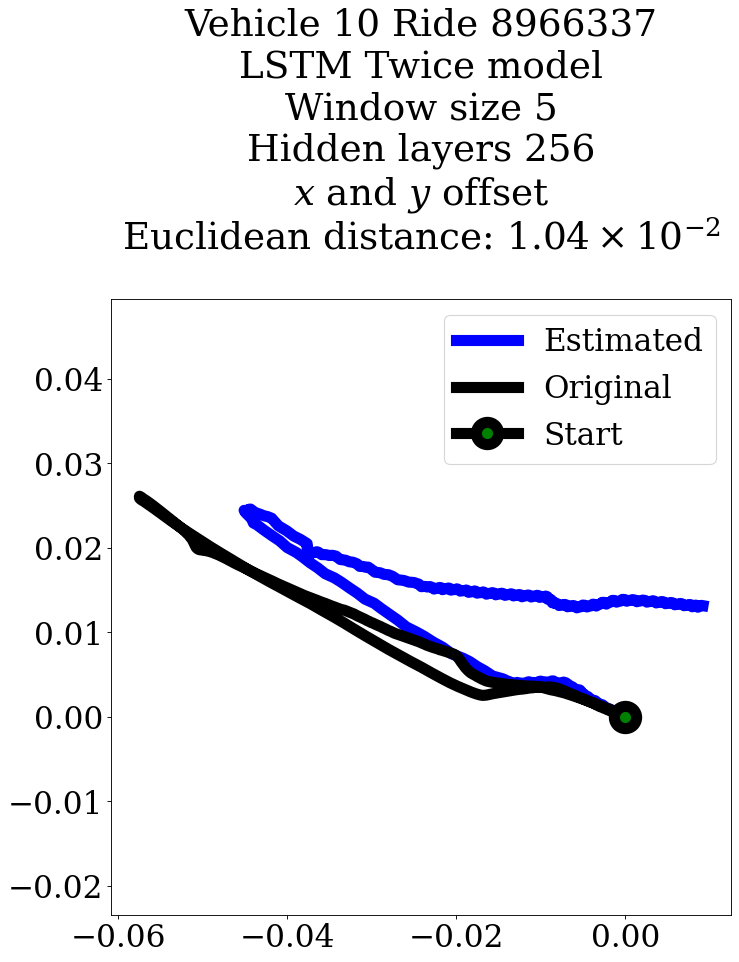 Vehicle 10 Ride 8966337
LSTM Twice model
Window size 5
Hidden layers 256
x and y offset
Euclidean distance: 1.04 × 10⁻²
Estimated
Original
Start
0.04
0.03
0.02
0.01
0.00
−0.01
−0.02
−0.06
−0.04
−0.02
0.00